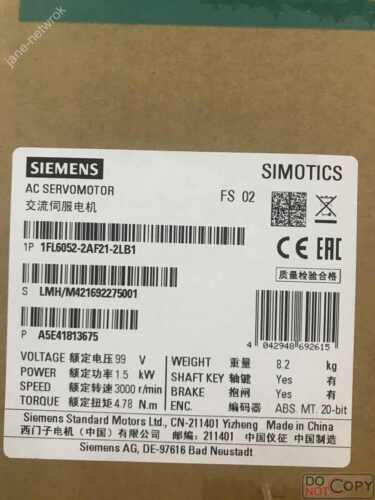 jane-netwrok
SIEMENS
SIMOTICS
AC SERVOMOTOR
FS 02
交流伺服电机
1P 1FL6052-2AF21-2LB1
CE EAC
质量检验合格
S LMH/M421692275001
P A5E41813675
4 042948 692615
VOLTAGE 额定电压 99 V
WEIGHT 重量 8.2 kg
POWER 额定功率 1.5 kW
SHAFT KEY 轴键 Yes 有
SPEED 额定转速 3000 r/min
BRAKE 抱闸 Yes 有
TORQUE 额定扭矩 4.78 N.m
ENC. 编码器 ABS. MT. 20-bit
Siemens Standard Motors Ltd., CN-211401 Yizheng Made in China
西门子电机（中国）有限公司 邮编：211401 中国仪征 中国制造
Siemens AG, DE-97616 Bad Neustadt
DO NOT COPY